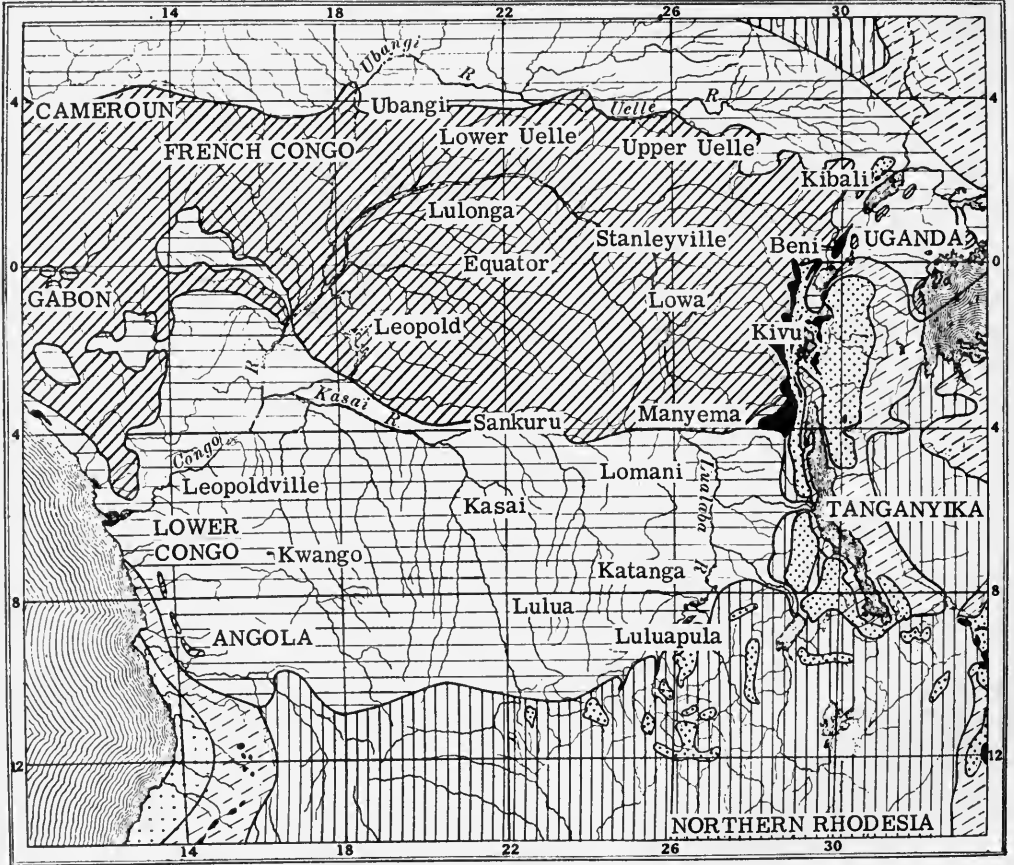 14 18 22 26 30
Ubangi R
4 CAMEROUN Ubangi Uelle R 4
FRENCH CONGO Lower Uelle Upper Uelle
Kibali
Lulonga
Stanleyville Beni UGANDA
0 Equator 0
GABON Lowa
Leopold Kivu
R
Kasai R
Sankuru Manyema
4 4
Congo Lomani Lualaba R
Leopoldville
Kasai TANGANYIKA
LOWER
CONGO
Kwango Katanga
8 Lulua 8
ANGOLA Luluapula
12 12
NORTHERN RHODESIA
14 18 22 26 30